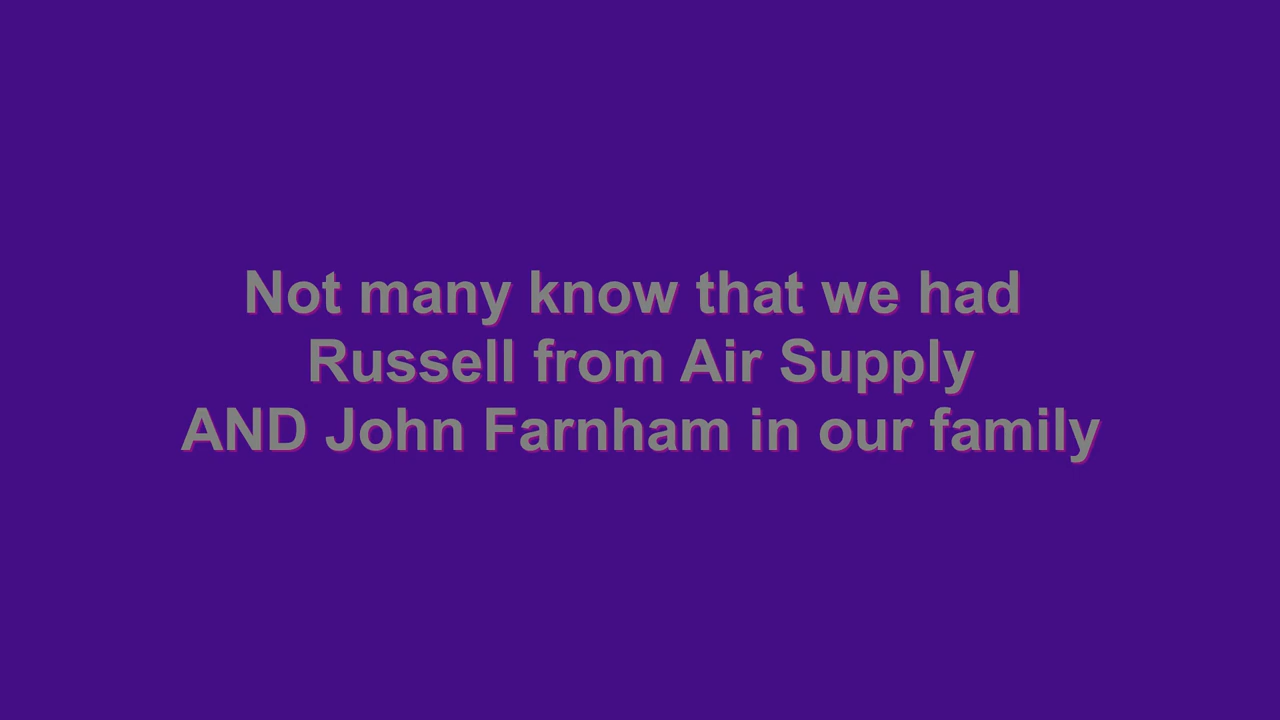 Not many know that we had
Russell from Air Supply
AND John Farnham in our family